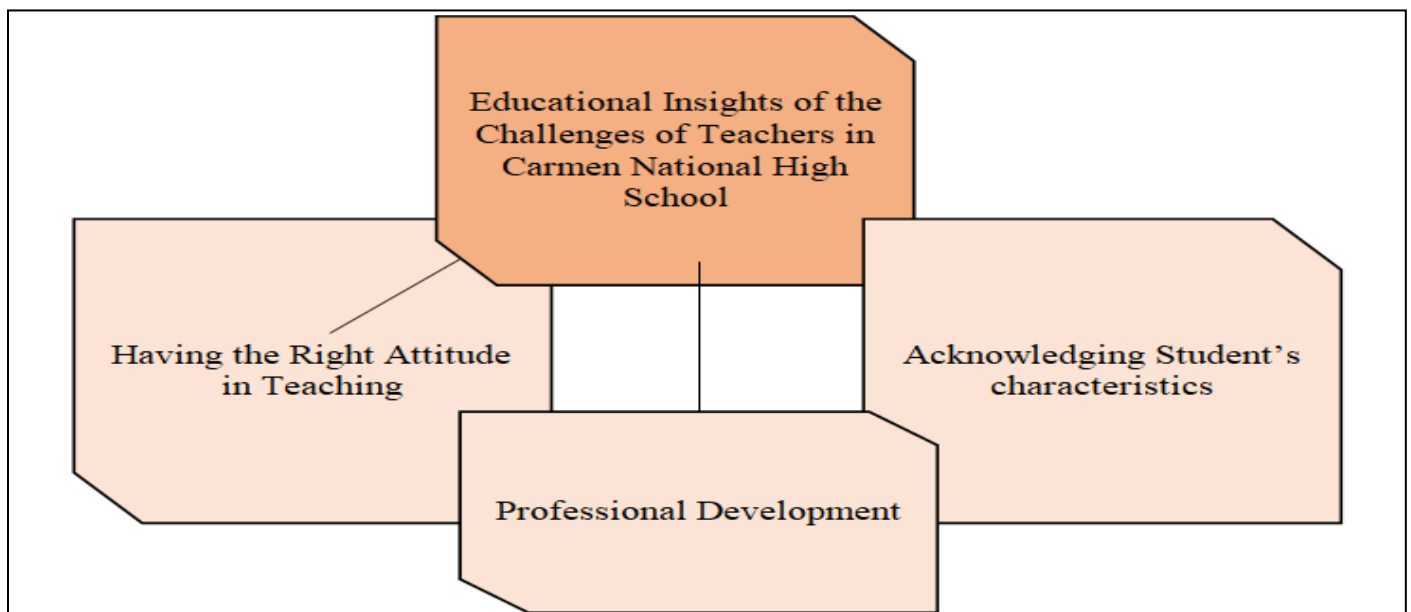 Educational Insights of the
Challenges of Teachers in
Carmen National High
School
Having the Right Attitude
in Teaching
Acknowledging Student’s
characteristics
Professional Development